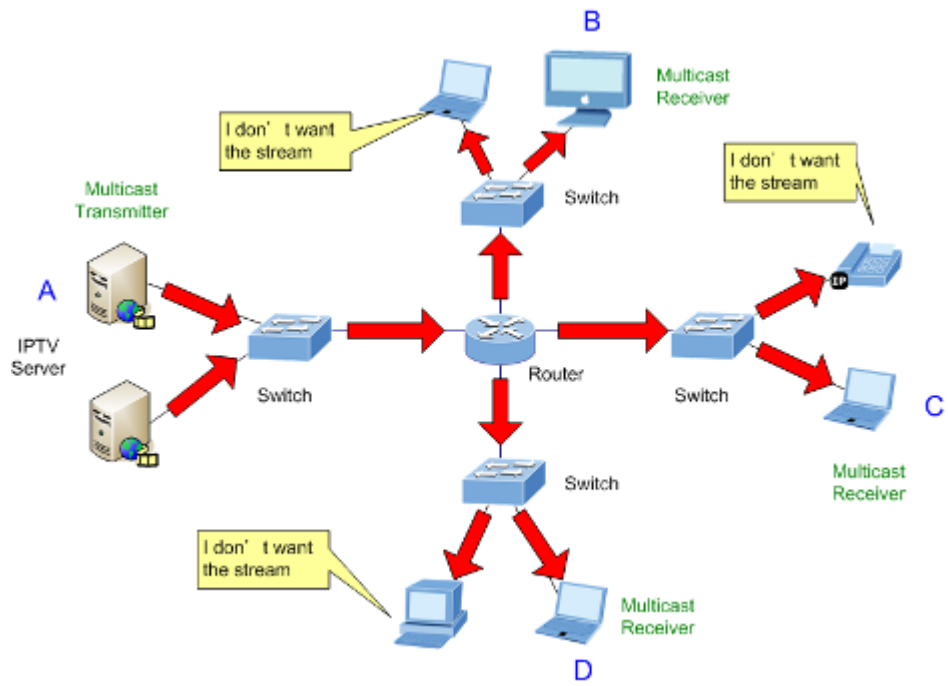 B
Multicast
Receiver
I don't want
the stream
I don't want
the stream
Multicast
Transmitter
Switch
A
IP
IPTV
Server
Switch
Router
Switch
C
Switch
Multicast
Receiver
I don't want
the stream
Multicast
Receiver
D